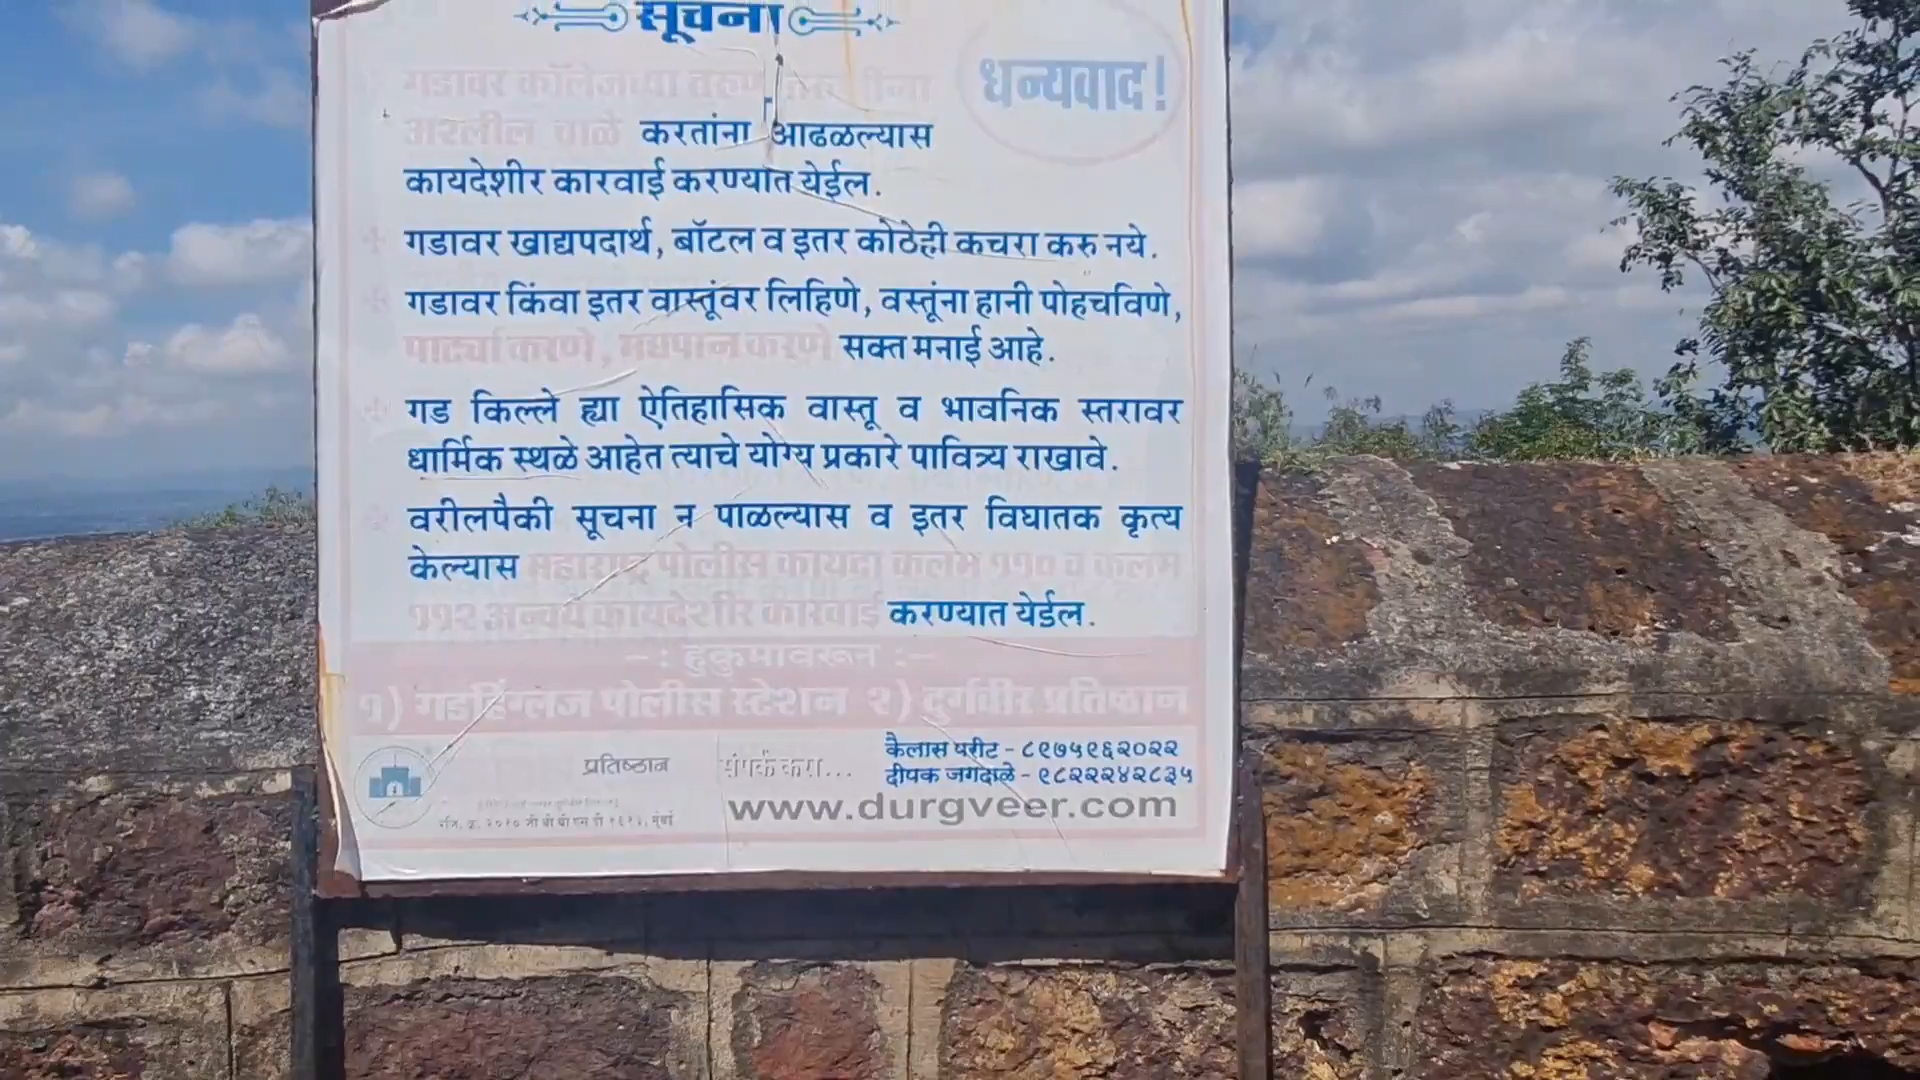 सूचना
धन्यवाद!
गडावर कॉलेजच्या तरुण
अश्लील चाळे करतांना आढळल्यास
कायदेशीर कारवाई करण्यात येईल.
गडावर खाद्यपदार्थ, बॉटल व इतर कोठेही कचरा करु नये.
गडावर किंवा इतर वास्तूंवर लिहिणे, वस्तूंना हानी पोहचविणे,
पार्ट्या करणे, मद्यपान करणे सक्त मनाई आहे.
गड किल्ले ह्या ऐतिहासिक वास्तू व भावनिक स्तरावर
धार्मिक स्थळे आहेत त्याचे योग्य प्रकारे पावित्र्य राखावे.
वरीलपैकी सूचना न पाळल्यास व इतर विघातक कृत्य
केल्यास महाराष्ट्र पोलीस कायदा कलम ११० व कलम
११२ अन्वये कायदेशीर कारवाई करण्यात येर्इल.
-: हुकुमावरून :-
१) गडहिंग्लज पोलीस स्टेशन २) दुर्गवीर प्रतिष्ठान
प्रतिष्ठान
संपर्क करा...
कैलास परीट - ८९७५९६२०२२
दीपक जगदाळे - ९८२२२४२८३५
www.durgveer.com